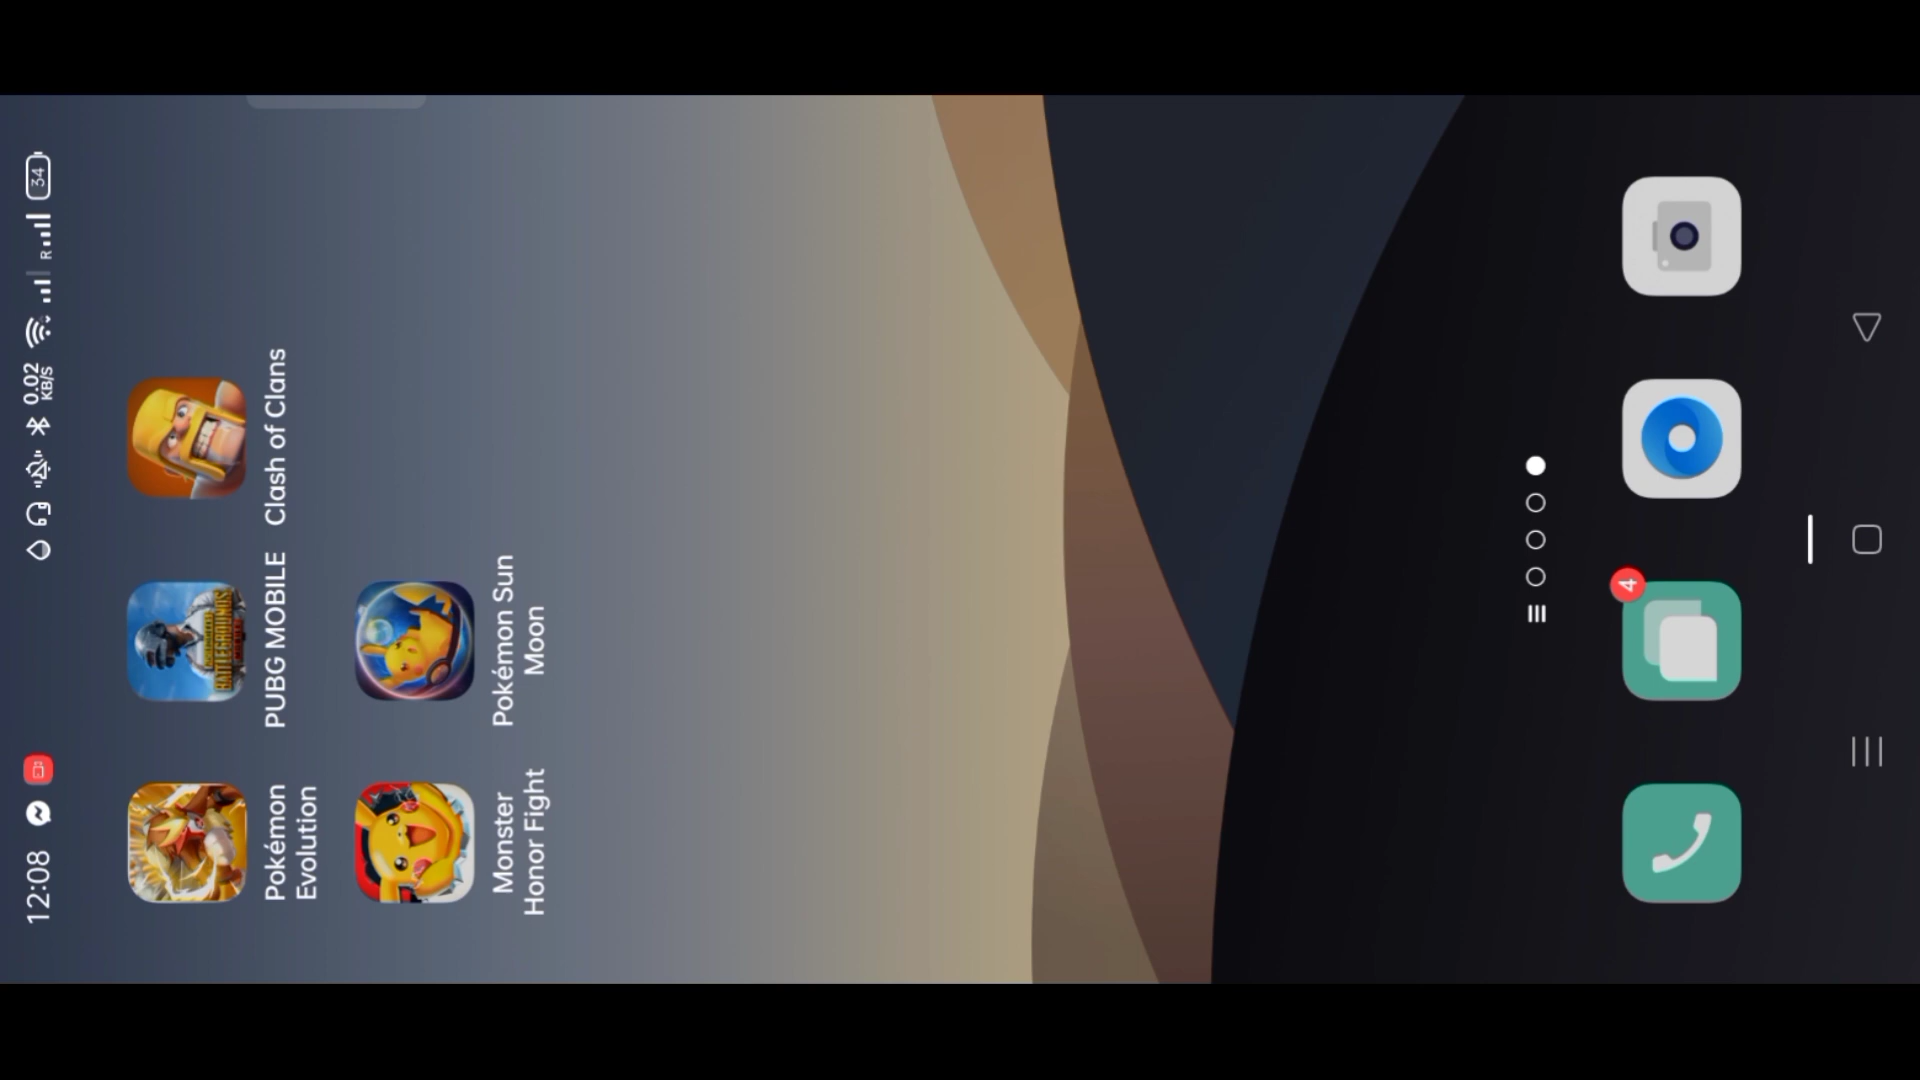 12:08
0.02
KB/S
R
34
Pokémon
Evolution
PUBG MOBILE
Clash of Clans
BATTLEGROUNDS
Monster
Honor Fight
Pokémon Sun
Moon
4